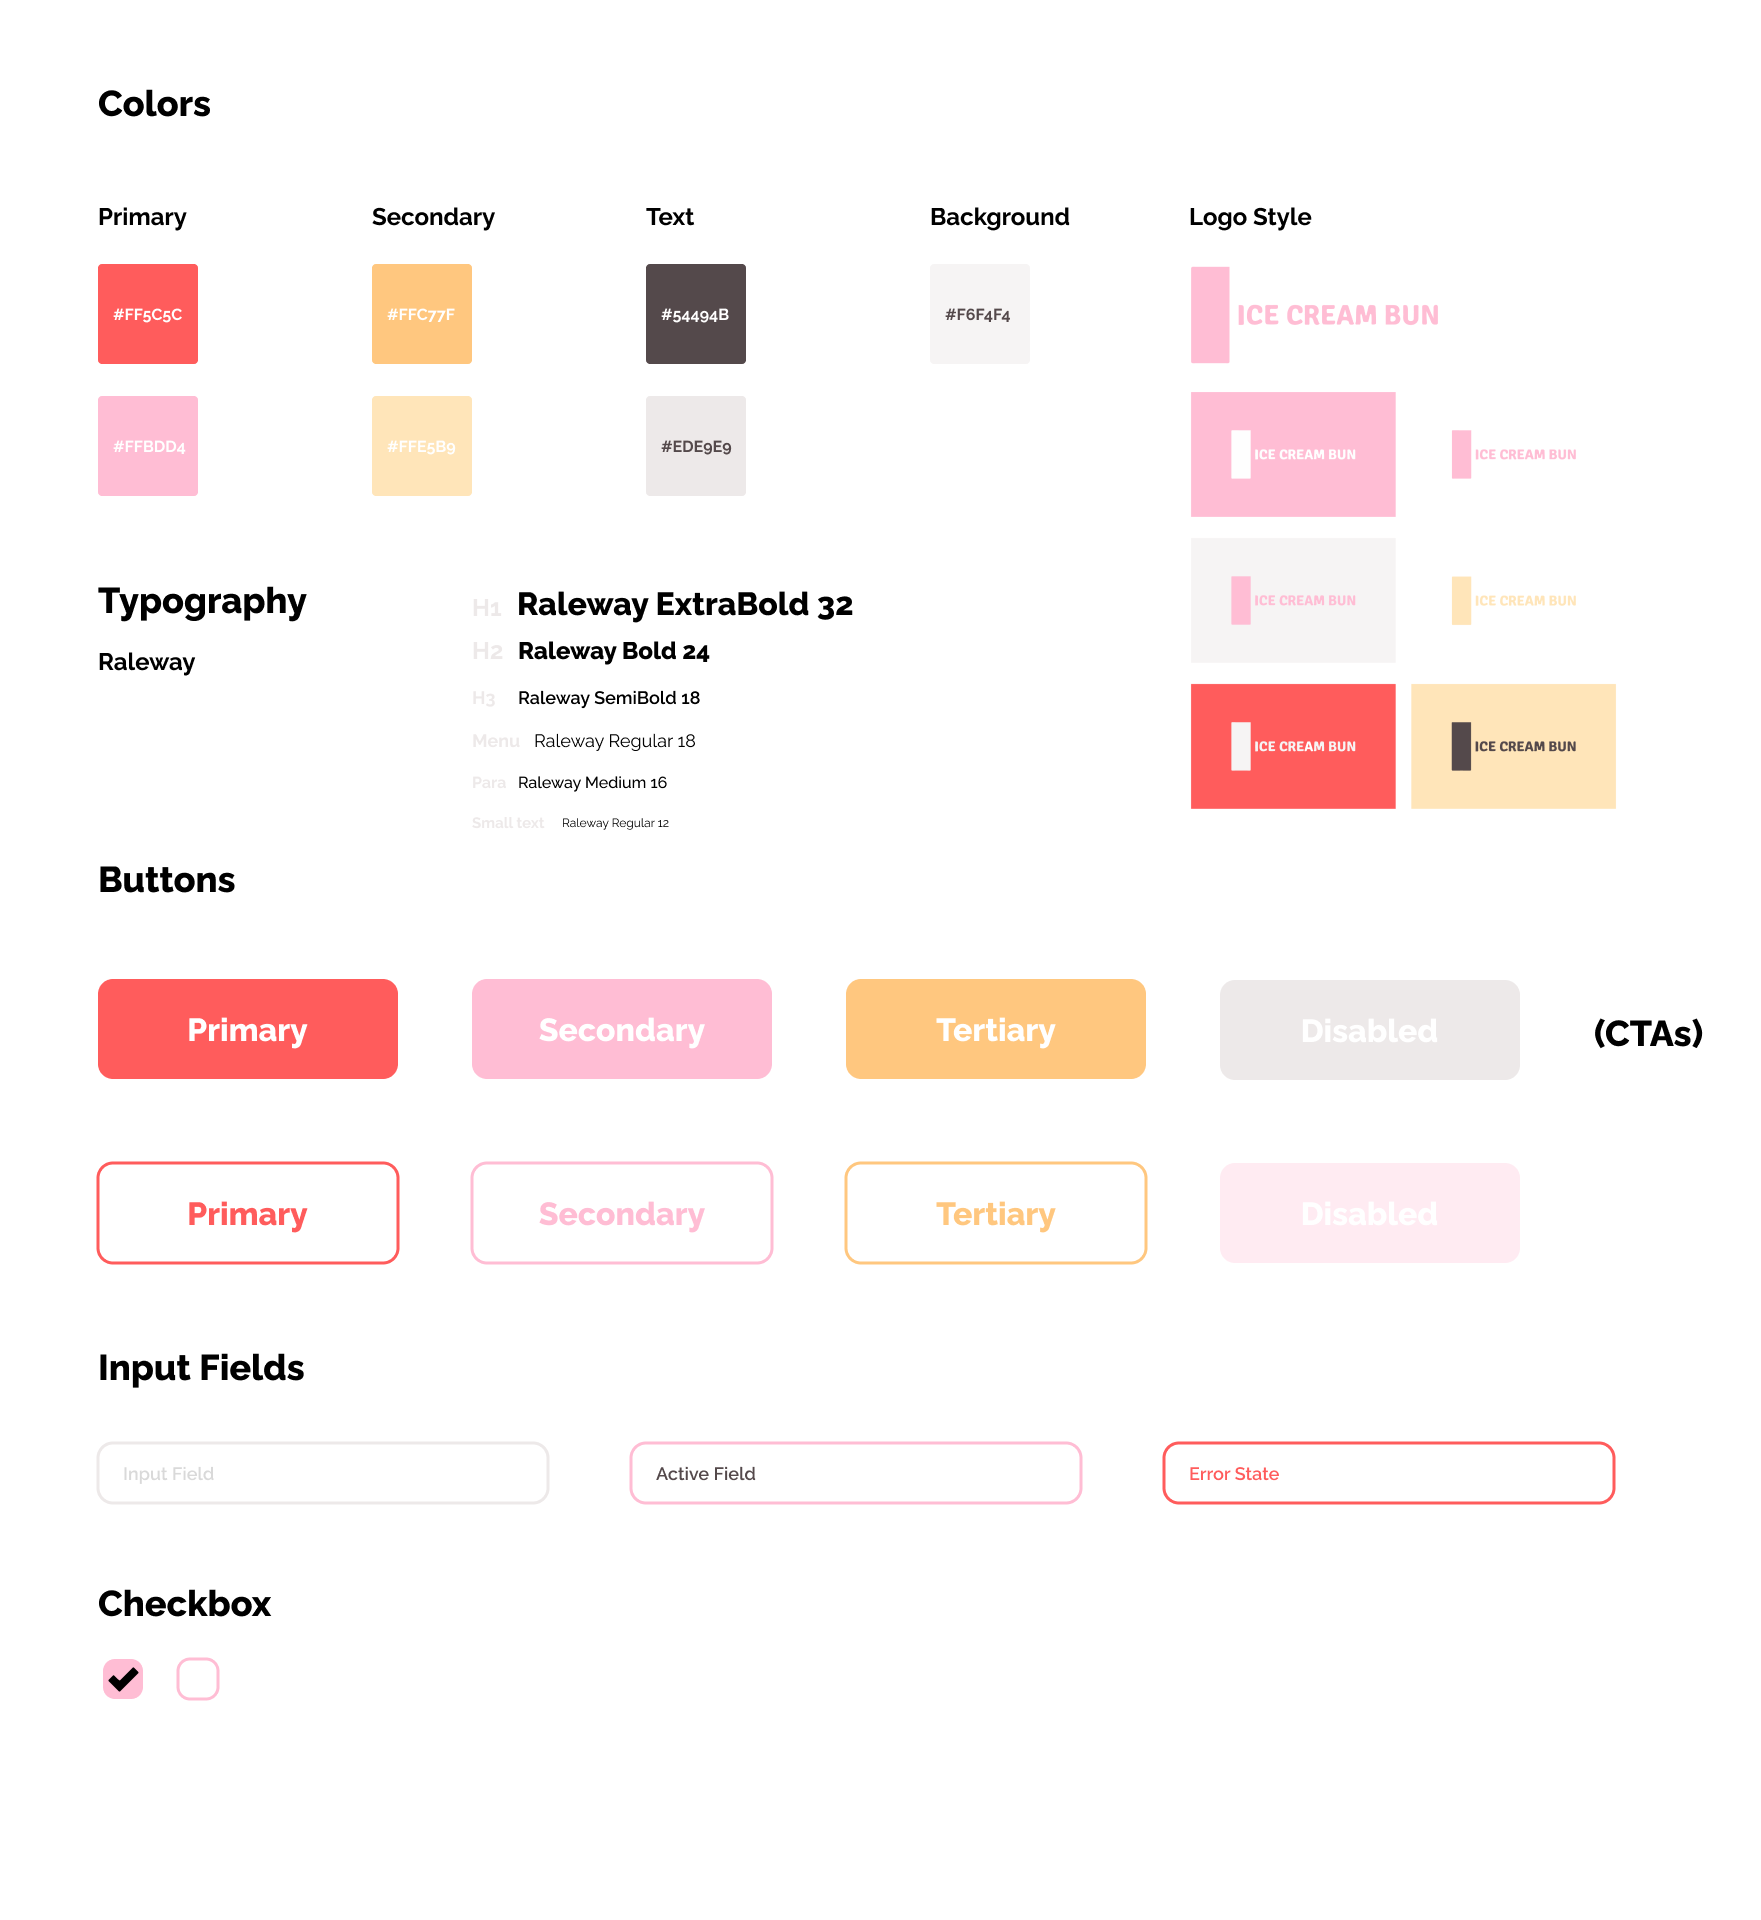 Colors
Primary
Secondary
Text
Background
Logo Style
#FF5C5C
#FFC77F
#54494B
#F6F4F4
ICE CREAM BUN
#FFBDD4
#FFE5B9
#EDE9E9
ICE CREAM BUN
ICE CREAM BUN
ICE CREAM BUN
ICE CREAM BUN
ICE CREAM BUN
ICE CREAM BUN
Typography
Raleway
H1 Raleway ExtraBold 32
H2 Raleway Bold 24
H3 Raleway SemiBold 18
Menu Raleway Regular 18
Para Raleway Medium 16
Small text Raleway Regular 12
Buttons
Primary
Secondary
Tertiary
Disabled
(CTAs)
Primary
Secondary
Tertiary
Disabled
Input Fields
Input Field
Active Field
Error State
Checkbox